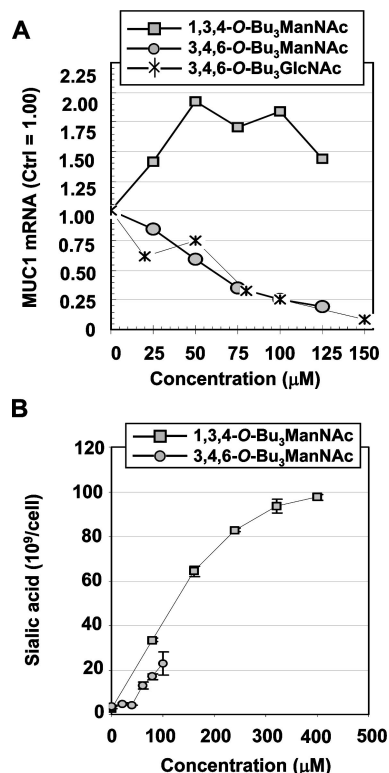 A
1,3,4-O-Bu₃ManNAc
3,4,6-O-Bu₃ManNAc
3,4,6-O-Bu₃GlcNAc
MUC1 mRNA (Ctrl = 1.00)
2.25
2.00
1.50
1.25
1.00
0.75
0.50
0.25
0
0 25 50 75 100 125 150
Concentration (µM)
B
1,3,4-O-Bu₃ManNAc
3,4,6-O-Bu₃ManNAc
Sialic acid (10⁹/cell)
120
100
80
60
40
20
0
0 100 200 300 400 500
Concentration (µM)